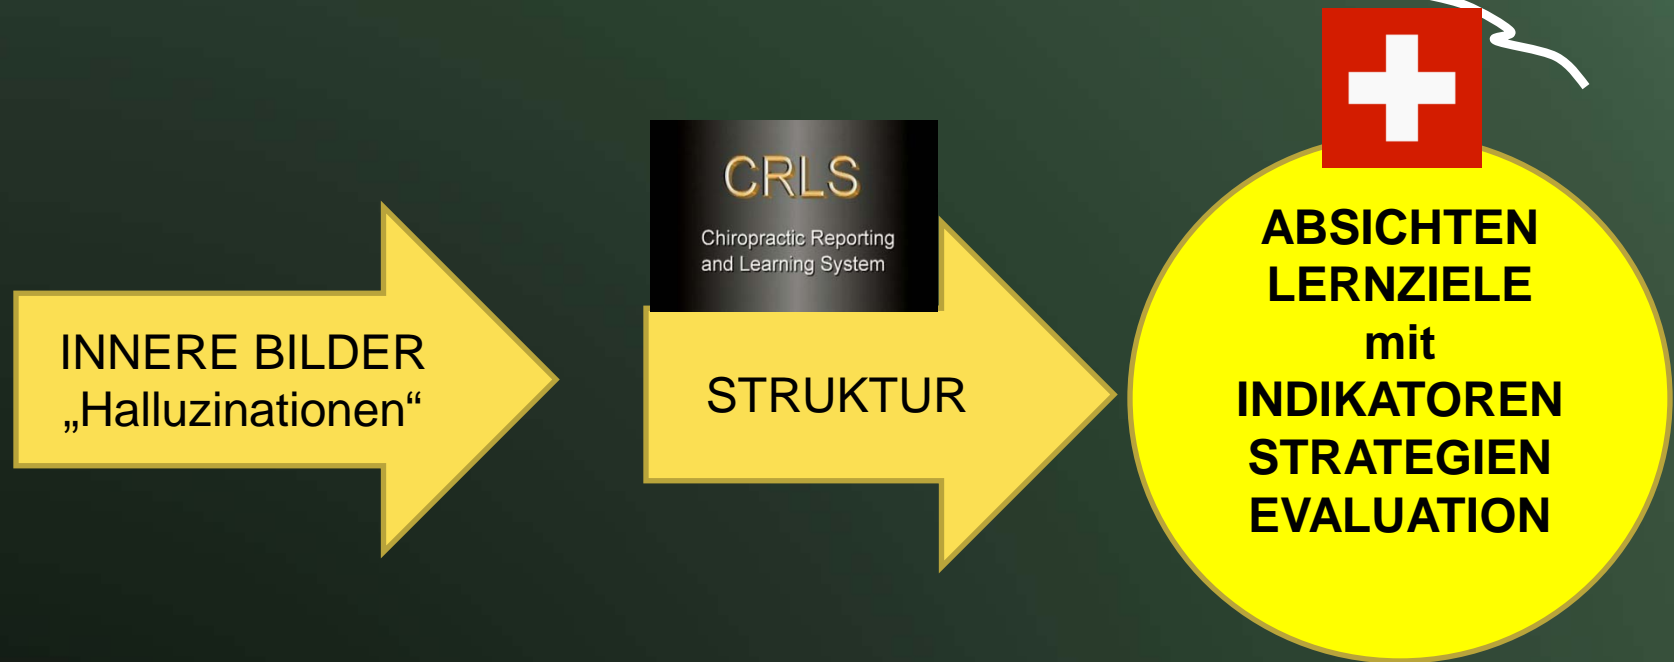 INNERE BILDER
„Halluzinationen“
CRLS
Chiropractic Reporting
and Learning System
STRUKTUR
ABSICHTEN
LERNZIELE
mit
INDIKATOREN
STRATEGIEN
EVALUATION